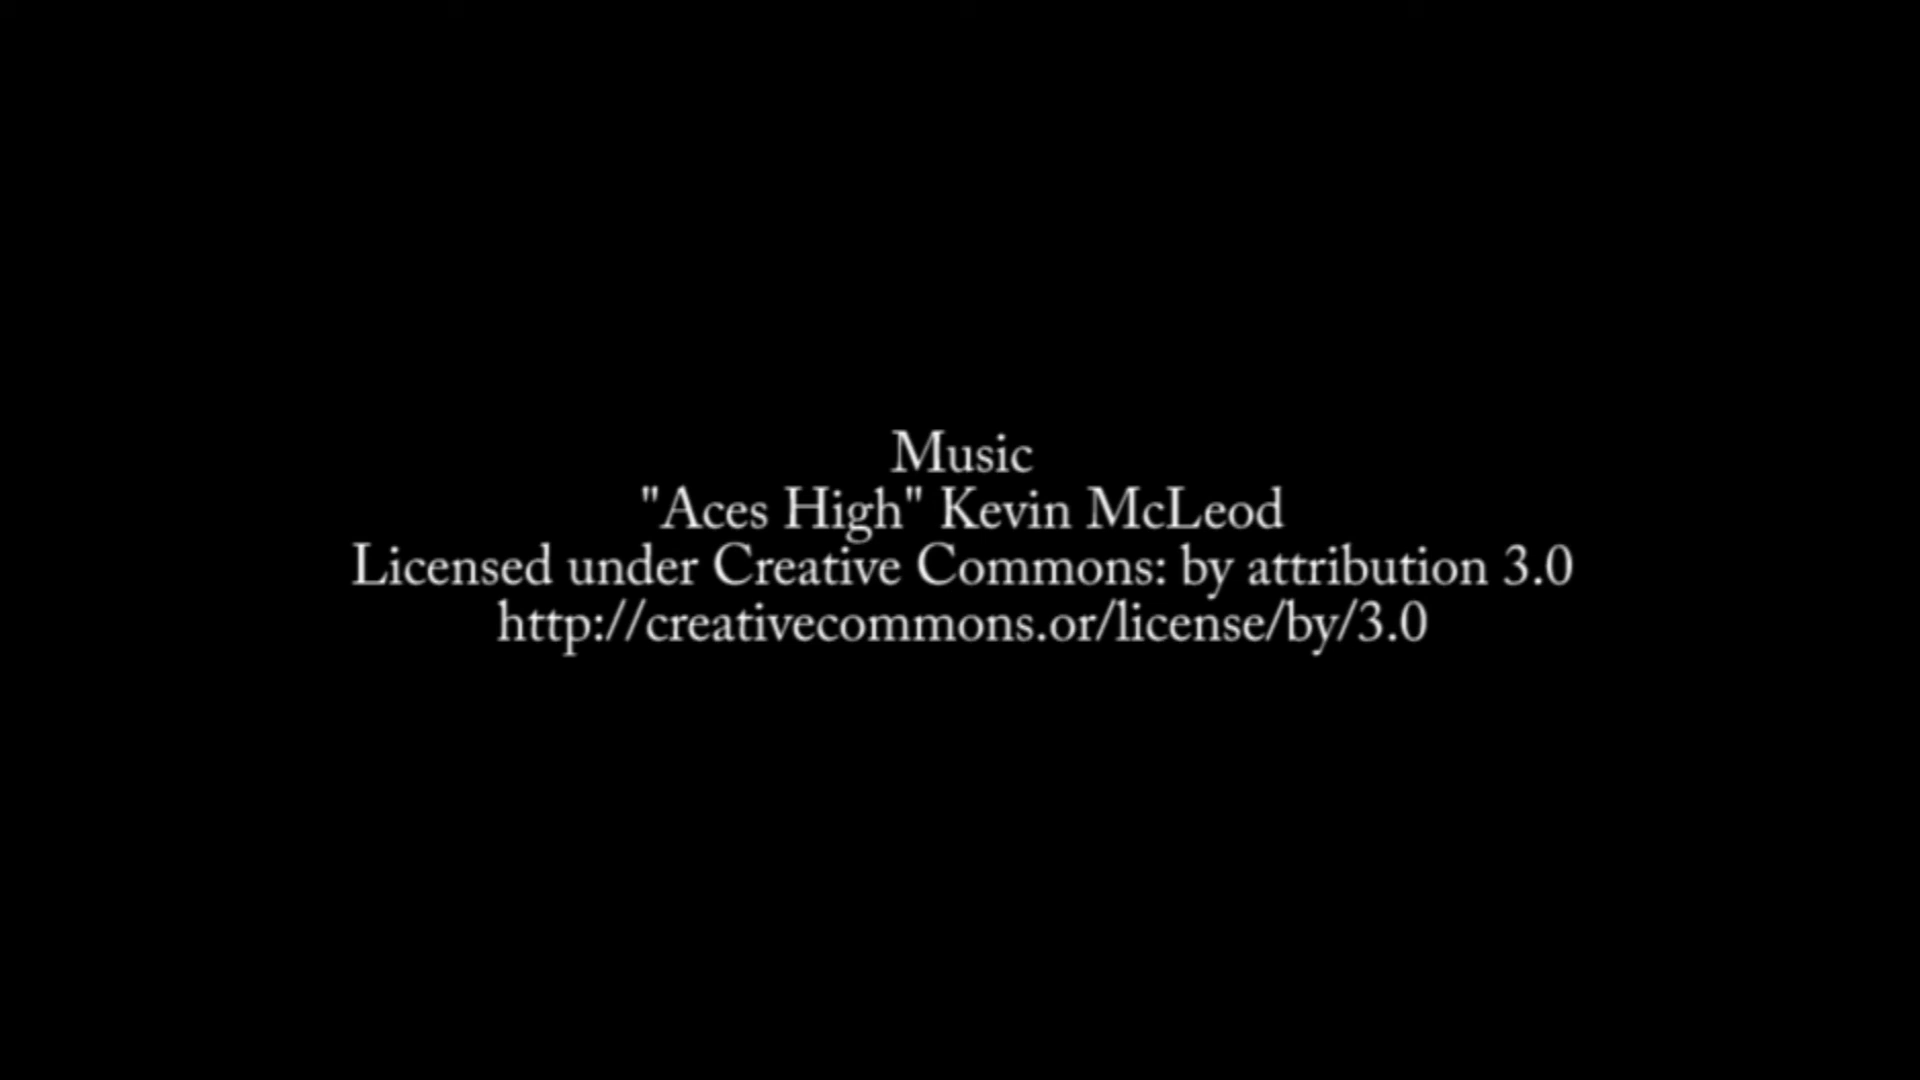 Music
"Aces High" Kevin McLeod
Licensed under Creative Commons: by attribution 3.0
http://creativecommons.or/license/by/3.0